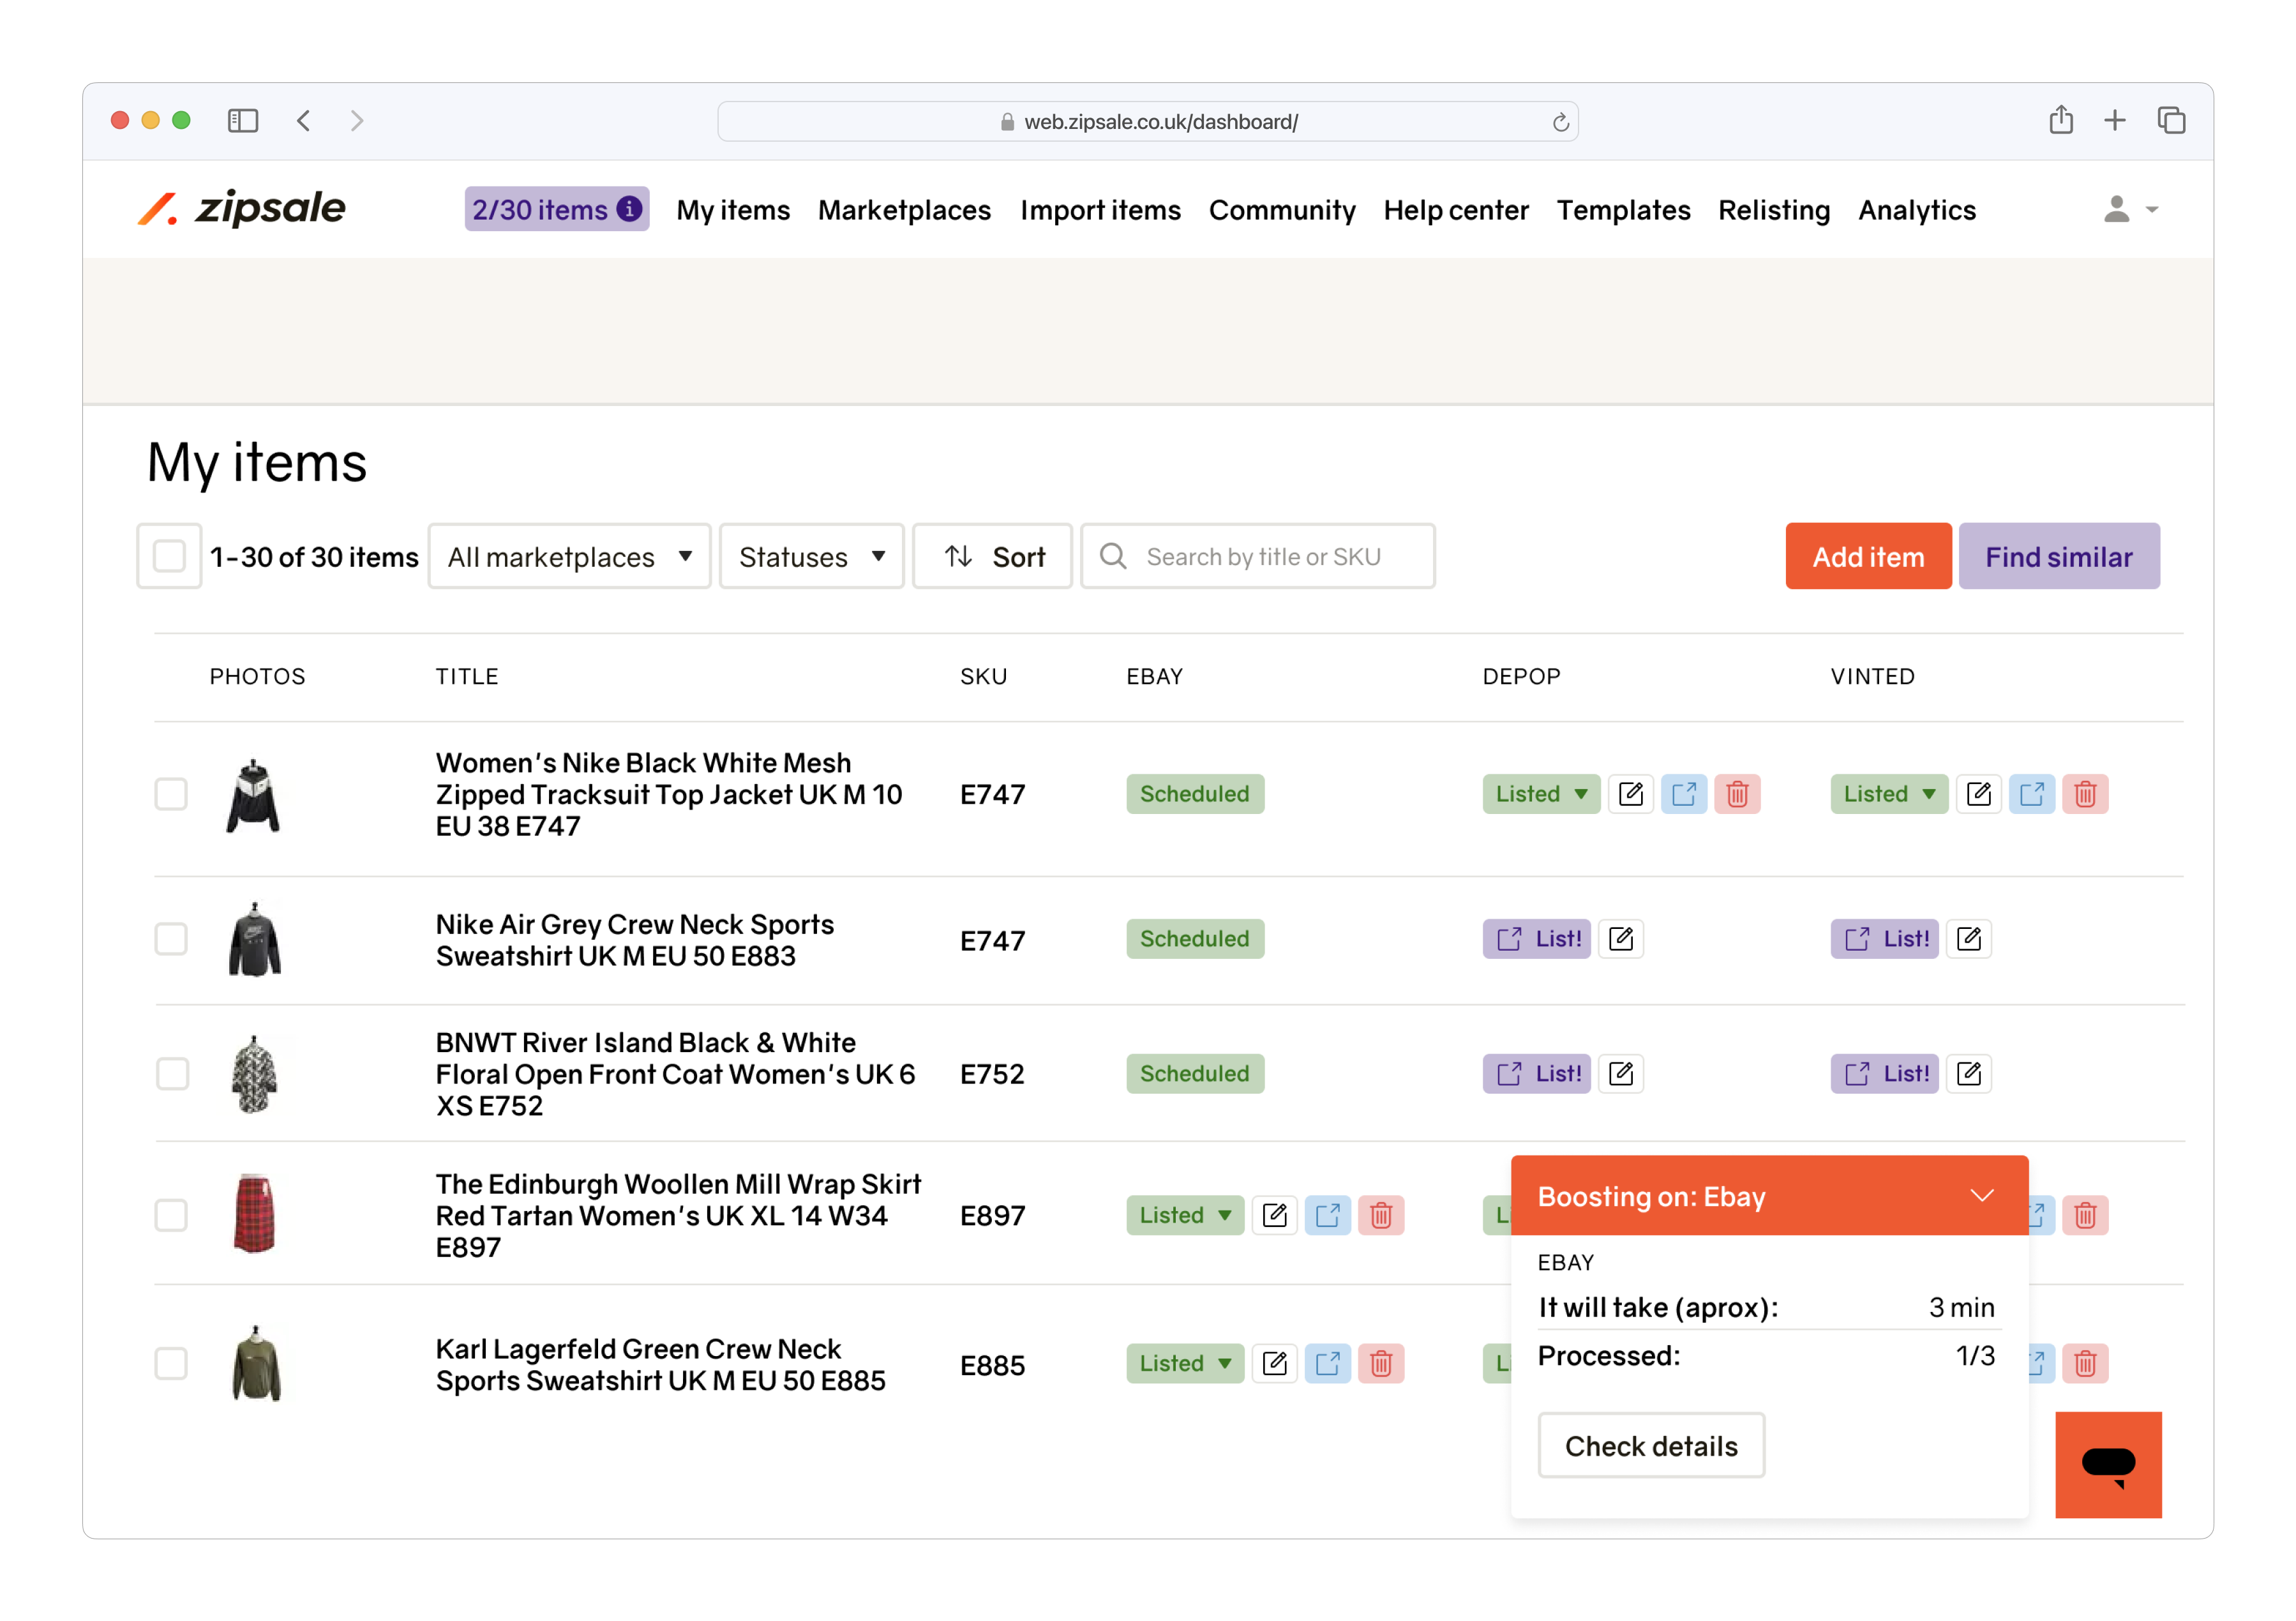 web.zipsale.co.uk/dashboard/
zipsale
2/30 items
My items
Marketplaces
Import items
Community
Help center
Templates
Relisting
Analytics
My items
1-30 of 30 items
All marketplaces
Statuses
Sort
Search by title or SKU
Add item
Find similar
PHOTOS
TITLE
SKU
EBAY
DEPOP
VINTED
Women's Nike Black White Mesh
Zipped Tracksuit Top Jacket UK M 10
EU 38 E747
E747
Scheduled
Listed
Listed
Nike Air Grey Crew Neck Sports
Sweatshirt UK M EU 50 E883
E747
Scheduled
List!
List!
BNWT River Island Black & White
Floral Open Front Coat Women's UK 6
XS E752
E752
Scheduled
List!
List!
The Edinburgh Woollen Mill Wrap Skirt
Red Tartan Women's UK XL 14 W34
E897
E897
Listed
Karl Lagerfeld Green Crew Neck
Sports Sweatshirt UK M EU 50 E885
E885
Listed
Boosting on: Ebay
EBAY
It will take (aprox):
3 min
Processed:
1/3
Check details